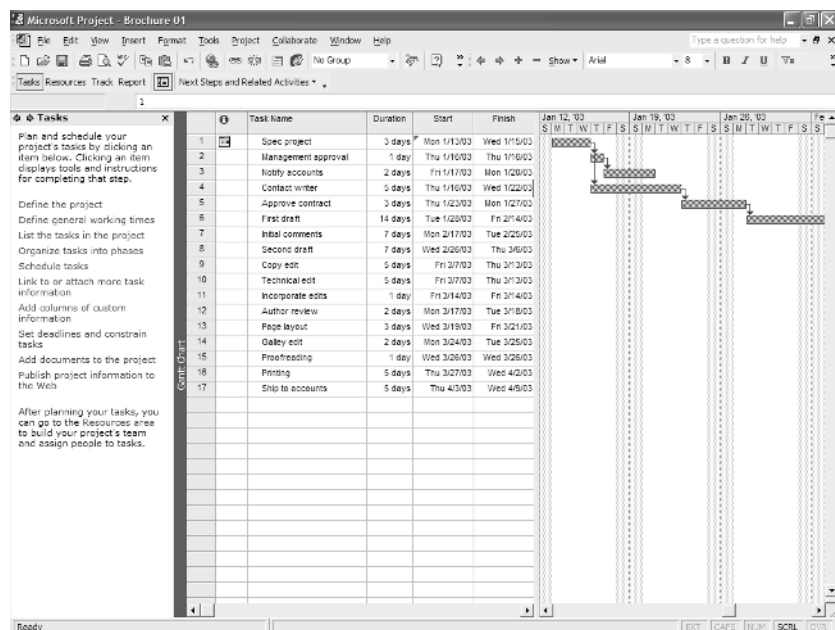 Microsoft Project - Brochure 01
File Edit View Insert Format Tools Project Collaborate Window Help
Type a question for help
No Group
Show
Arial
8
B I U
Tasks Resources Track Report
Next Steps and Related Activities
1
Tasks
Plan and schedule your
project's tasks by clicking an
item below. Clicking an item
displays tools and instructions
for completing that step.
Define the project
Define general working times
List the tasks in the project
Organize tasks into phases
Schedule tasks
Link to or attach more task
information
Add columns of custom
information
Set deadlines and constrain
tasks
Add documents to the project
Publish project information to
the Web
After planning your tasks, you
can go to the Resources area
to build your project's team
and assign people to tasks.
Gantt Chart
Task Name Duration Start Finish
1 Spec project 3 days Mon 1/13/03 Wed 1/15/03
2 Management approval 1 day Thu 1/16/03 Thu 1/16/03
3 Notify accounts 2 days Fri 1/17/03 Mon 1/20/03
4 Contact writer 5 days Thu 1/16/03 Wed 1/22/03
5 Approve contract 3 days Thu 1/23/03 Mon 1/27/03
6 First draft 14 days Tue 1/28/03 Fri 2/14/03
7 Initial comments 7 days Mon 2/17/03 Tue 2/25/03
8 Second draft 7 days Wed 2/26/03 Thu 3/6/03
9 Copy edit 5 days Fri 3/7/03 Thu 3/13/03
10 Technical edit 5 days Fri 3/7/03 Thu 3/13/03
11 Incorporate edits 1 day Fri 3/14/03 Fri 3/14/03
12 Author review 2 days Mon 3/17/03 Tue 3/18/03
13 Page layout 3 days Wed 3/19/03 Fri 3/21/03
14 Galley edit 2 days Mon 3/24/03 Tue 3/25/03
15 Proofreading 1 day Wed 3/26/03 Wed 3/26/03
16 Printing 5 days Thu 3/27/03 Wed 4/2/03
17 Ship to accounts 5 days Thu 4/3/03 Wed 4/9/03
Jan 12, '03 Jan 19, '03 Jan 26, '03 Fe
S M T W T F S S M T W T F S S M T W T F S S
Ready
EXT CAPS NUM SCRL OVR